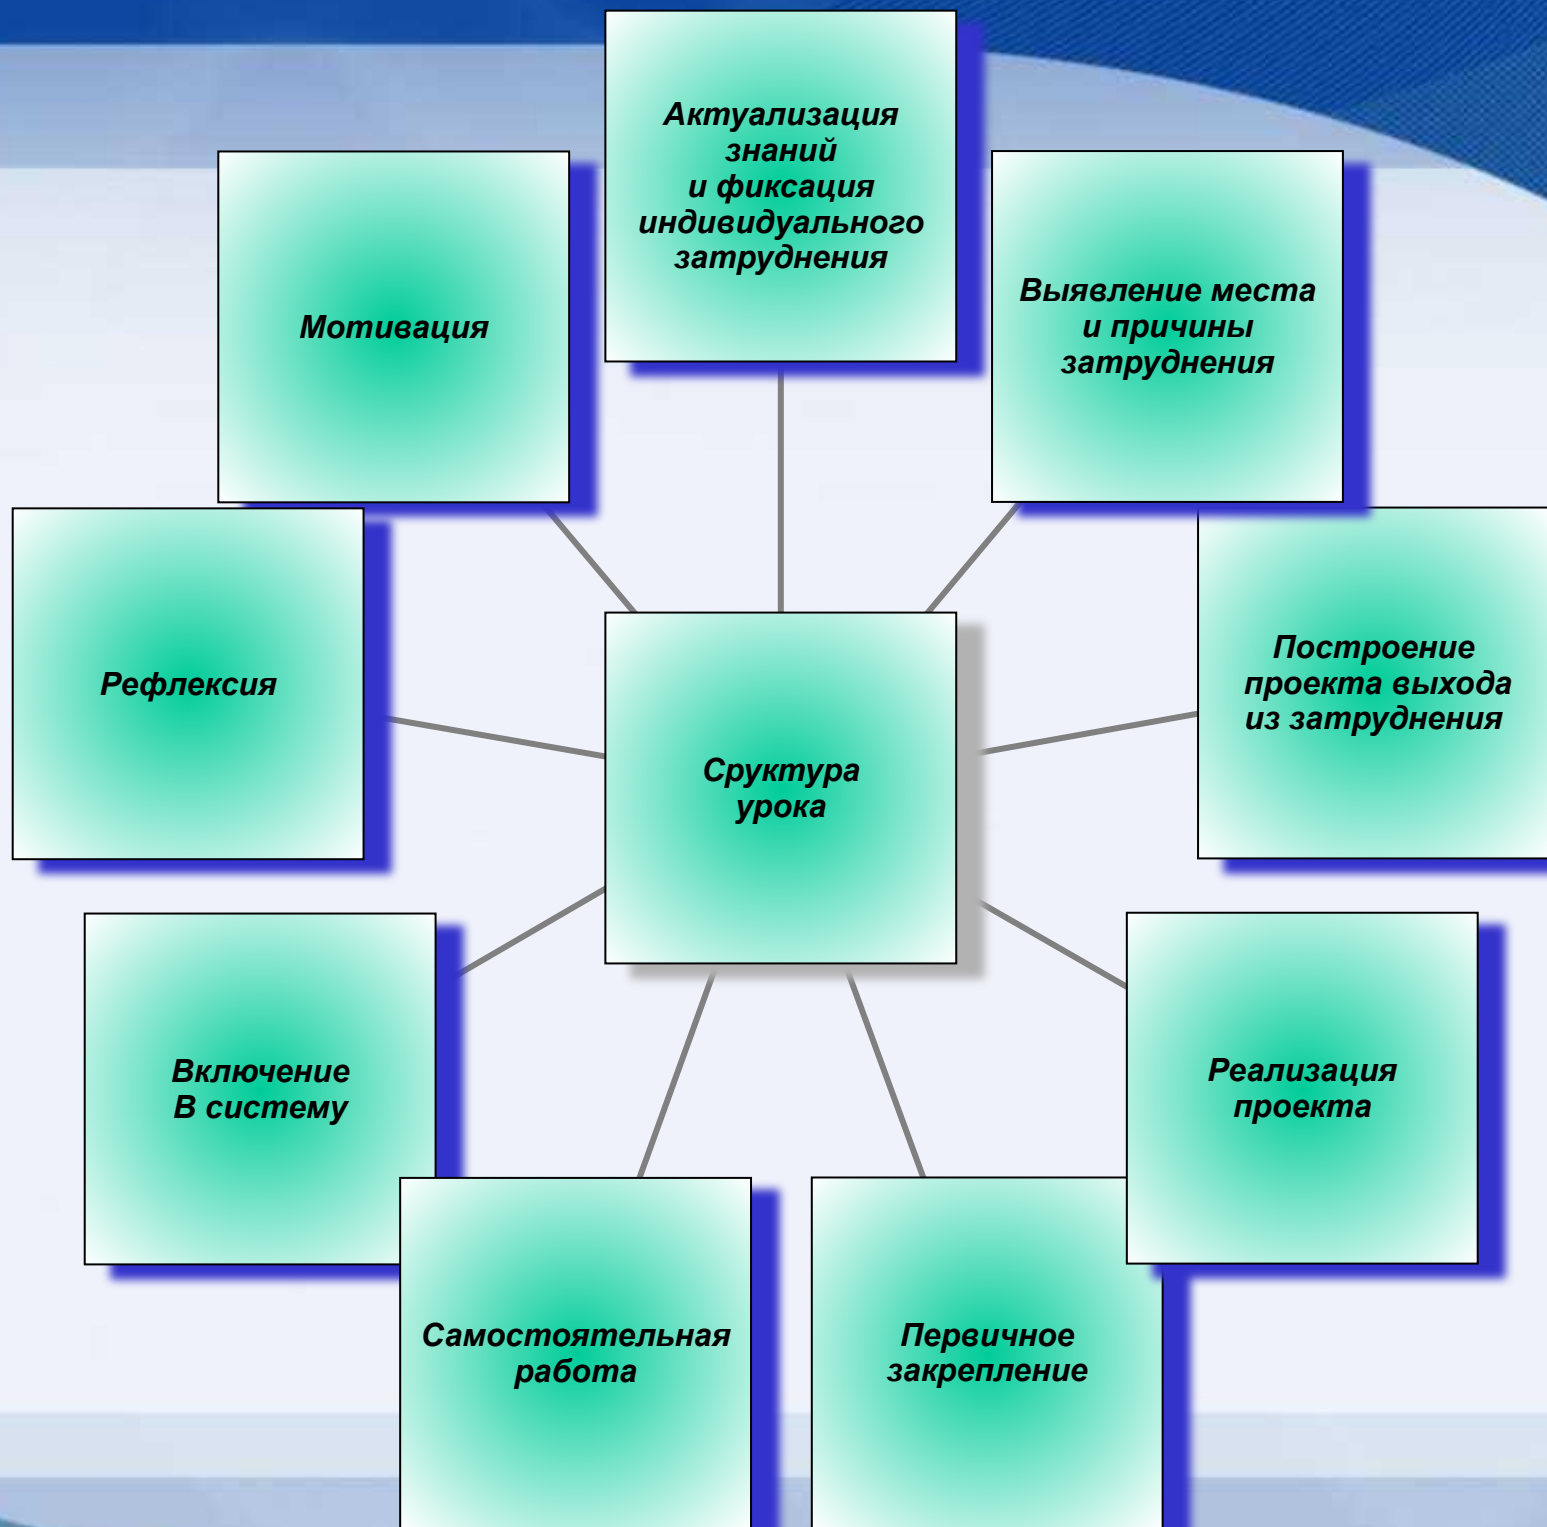 Актуализация
знаний
и фиксация
индивидуального
затруднения
Мотивация
Выявление места
и причины
затруднения
Рефлексия
Построение
проекта выхода
из затруднения
Сруктура
урока
Включение
В систему
Реализация
проекта
Самостоятельная
работа
Первичное
закрепление